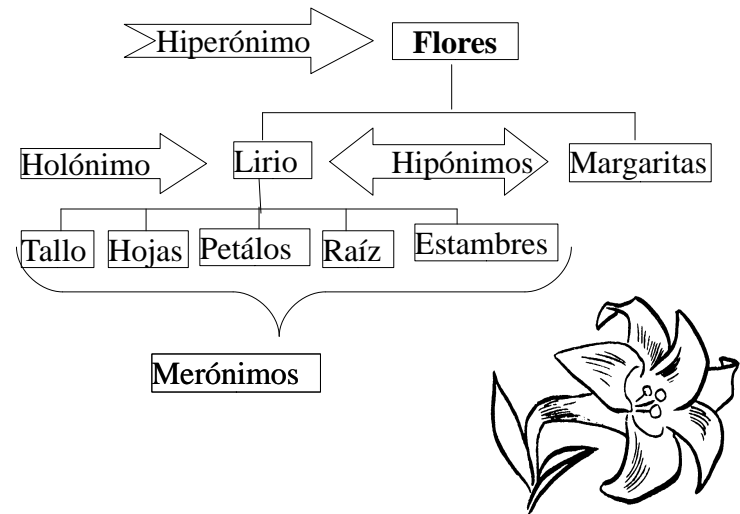 Hiperónimo Flores
Holónimo Lirio Hipónimos Margaritas
Tallo Hojas Petálos Raíz Estambres
Merónimos